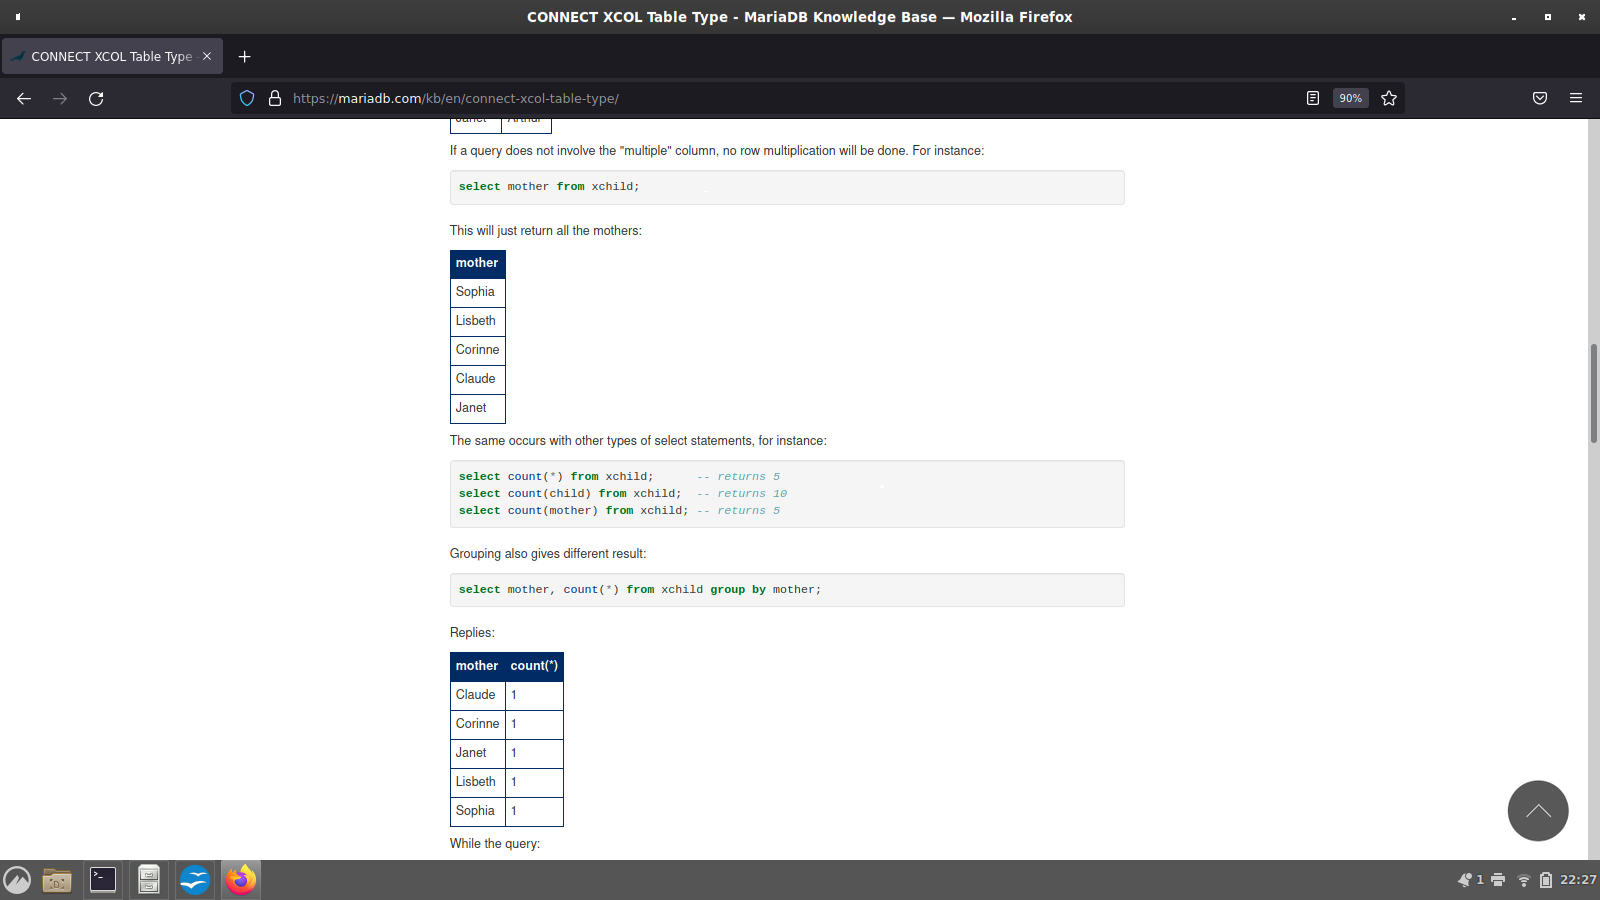 CONNECT XCOL Table Type - MariaDB Knowledge Base — Mozilla Firefox
CONNECT XCOL Table Type
https://mariadb.com/kb/en/connect-xcol-table-type/
90%
Janet Arthur
If a query does not involve the "multiple" column, no row multiplication will be done. For instance:
select mother from xchild;
This will just return all the mothers:
mother
Sophia
Lisbeth
Corinne
Claude
Janet
The same occurs with other types of select statements, for instance:
select count(*) from xchild;      -- returns 5
select count(child) from xchild;  -- returns 10
select count(mother) from xchild; -- returns 5
Grouping also gives different result:
select mother, count(*) from xchild group by mother;
Replies:
mother count(*)
Claude 1
Corinne 1
Janet 1
Lisbeth 1
Sophia 1
While the query:
1
22:27